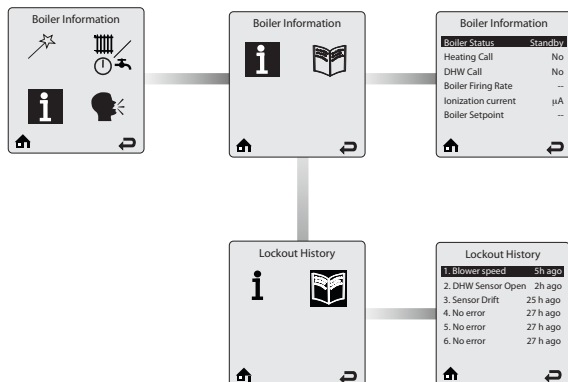 Boiler Information
Boiler Information
Boiler Information
Boiler Status Standby
Heating Call No
DHW Call No
Boiler Firing Rate --
Ionization current µA
Boiler Setpoint --
Lockout History
Lockout History
1. Blower speed 5h ago
2. DHW Sensor Open 2h ago
3. Sensor Drift 25 h ago
4. No error 27 h ago
5. No error 27 h ago
6. No error 27 h ago